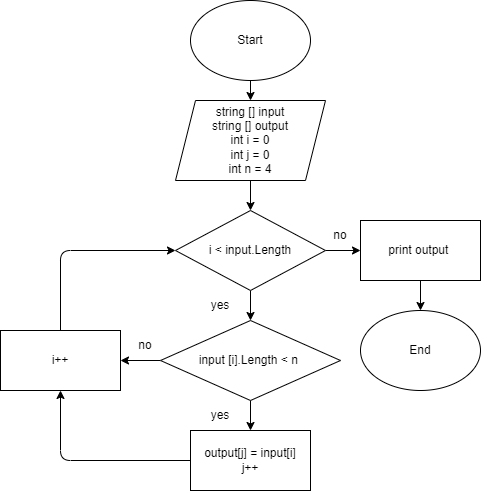 Start
string [] input
string [] output
int i = 0
int j = 0
int n = 4
i < input.Length
no
print output
yes
End
input [i].Length < n
no
i++
yes
output[j] = input[i]
j++